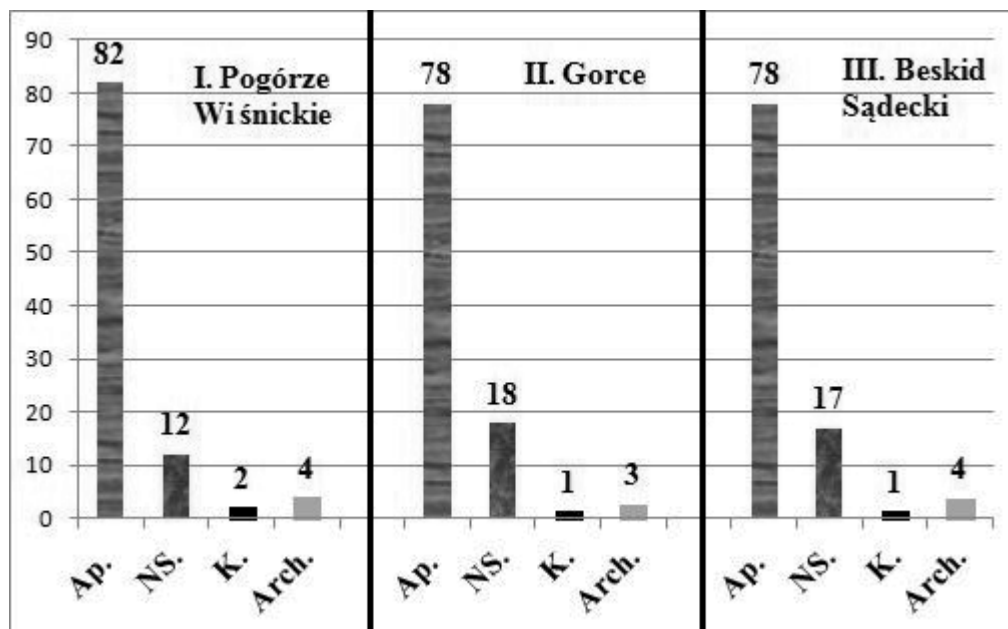 90
80
70
60
50
40
30
20
10
0
I. Pogórze
Wi śnickie
82
12
2
4
Ap.
NS.
K.
Arch.
II. Gorce
78
18
1
3
Ap.
NS.
K.
Arch.
III. Beskid
Sądecki
78
17
1
4
Ap.
NS.
K.
Arch.